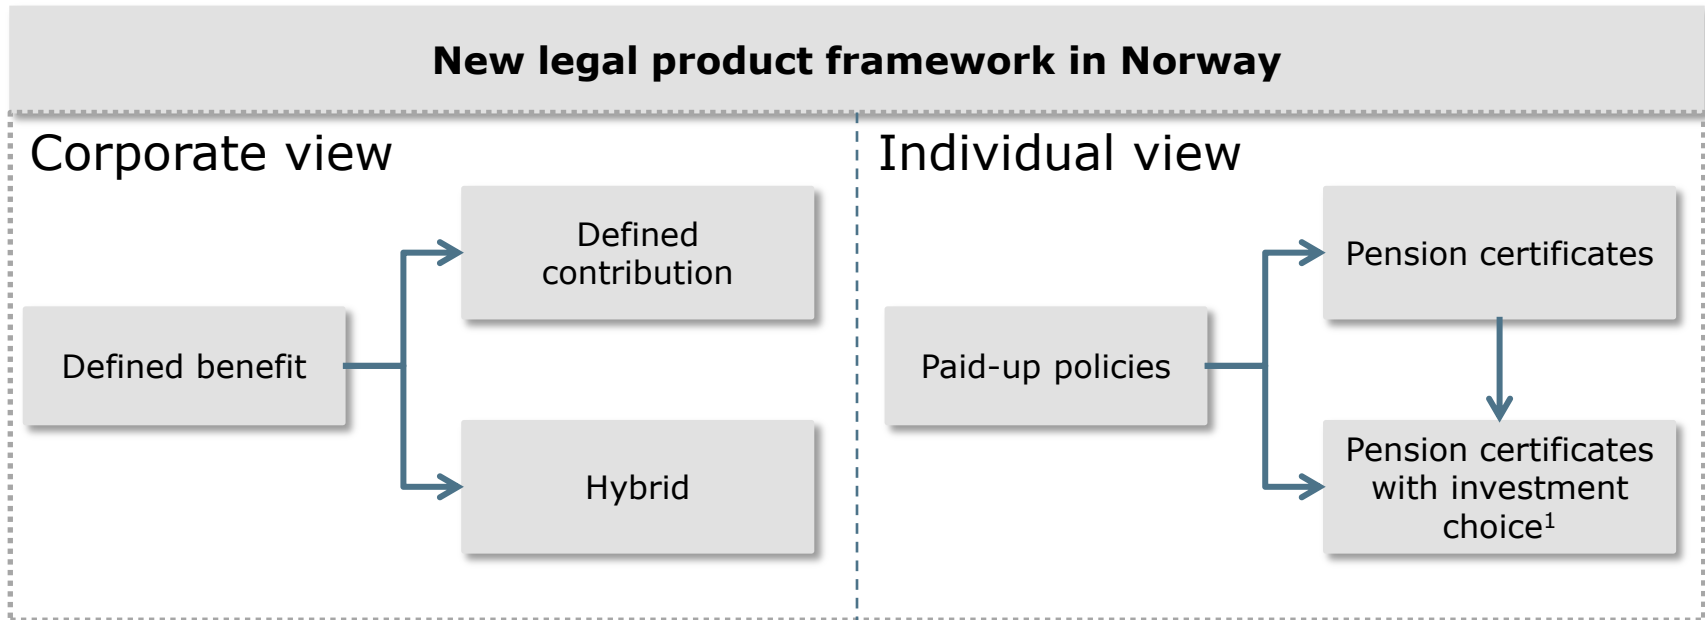 New legal product framework in Norway
Corporate view
Defined
contribution
Defined benefit
Hybrid
Individual view
Pension certificates
Paid-up policies
Pension certificates
with investment
choice¹